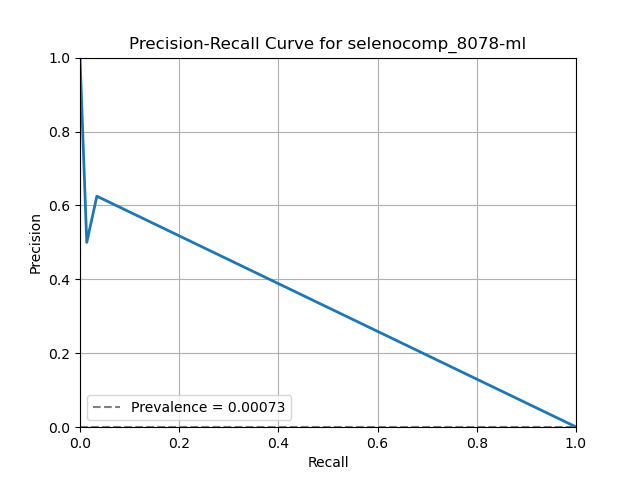 Precision-Recall Curve for selenocomp_8078-ml
1.0
0.8
0.6
0.4
0.2
0.0
Precision
Prevalence = 0.00073
0.0 0.2 0.4 0.6 0.8 1.0
Recall